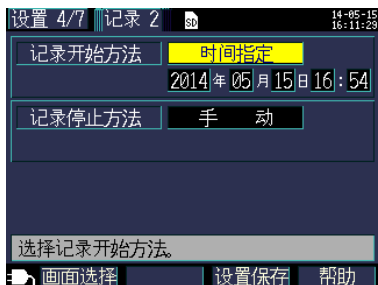 设置 4/7 记录 2 SD 14-05-15
16:11:29
记录开始方法 时间指定
2014年05月15日16:54
记录停止方法 手 动
选择记录开始方法。
画面选择 设置保存 帮助